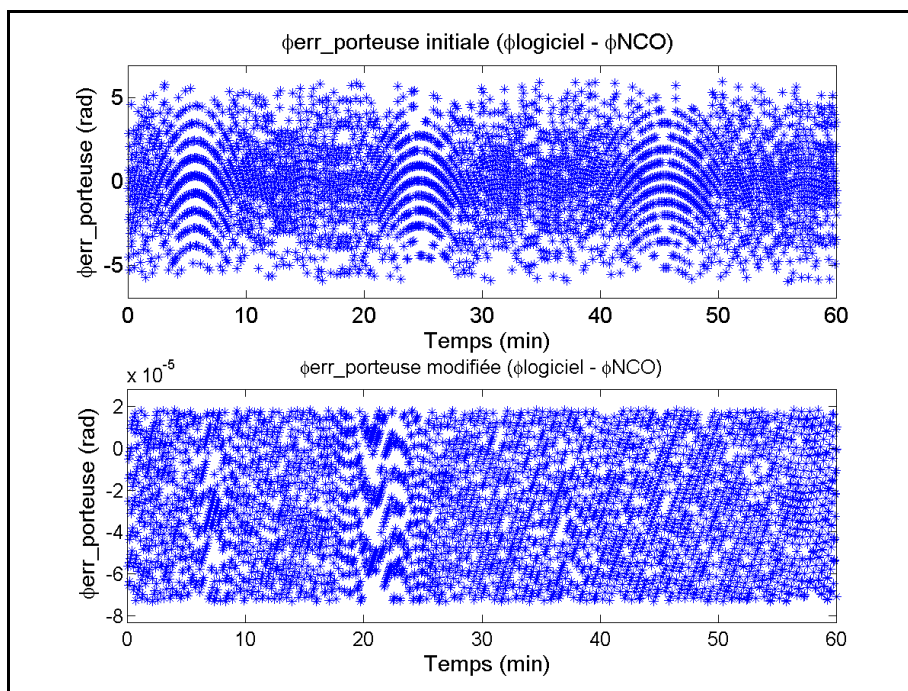 ϕerr_porteuse initiale (ϕlogiciel - ϕNCO)
ϕerr_porteuse (rad)
5
0
-5
0 10 20 30 40 50 60
Temps (min)
x 10^-5
ϕerr_porteuse modifiée (ϕlogiciel - ϕNCO)
ϕerr_porteuse (rad)
2
0
-2
-4
-6
-8
0 10 20 30 40 50 60
Temps (min)